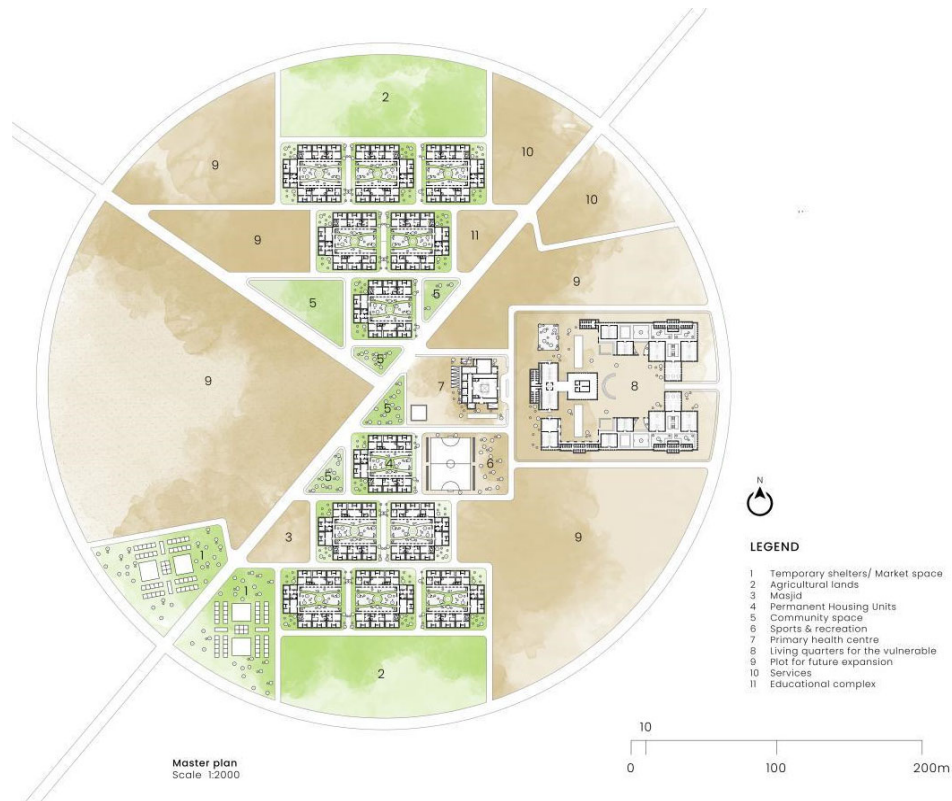 2
9
10
10
9
11
5
5
9
5
9
7
8
5
4
6
5
3
9
1
1
2
N
LEGEND
1 Temporary shelters/ Market space
2 Agricultural lands
3 Masjid
4 Permanent Housing Units
5 Community space
6 Sports & recreation
7 Primary health centre
8 Living quarters for the vulnerable
9 Plot for future expansion
10 Services
11 Educational complex
10
0 100 200m
Master plan
Scale 1:2000